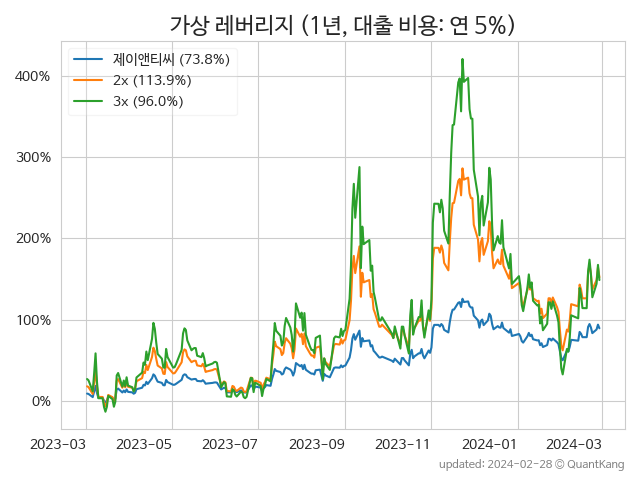 가상 레버리지 (1년, 대출 비용: 연 5%)
제이앤티씨 (73.8%)
2x (113.9%)
3x (96.0%)
400%
300%
200%
100%
0%
2023-03 2023-05 2023-07 2023-09 2023-11 2024-01 2024-03
updated: 2024-02-28 © QuantKang